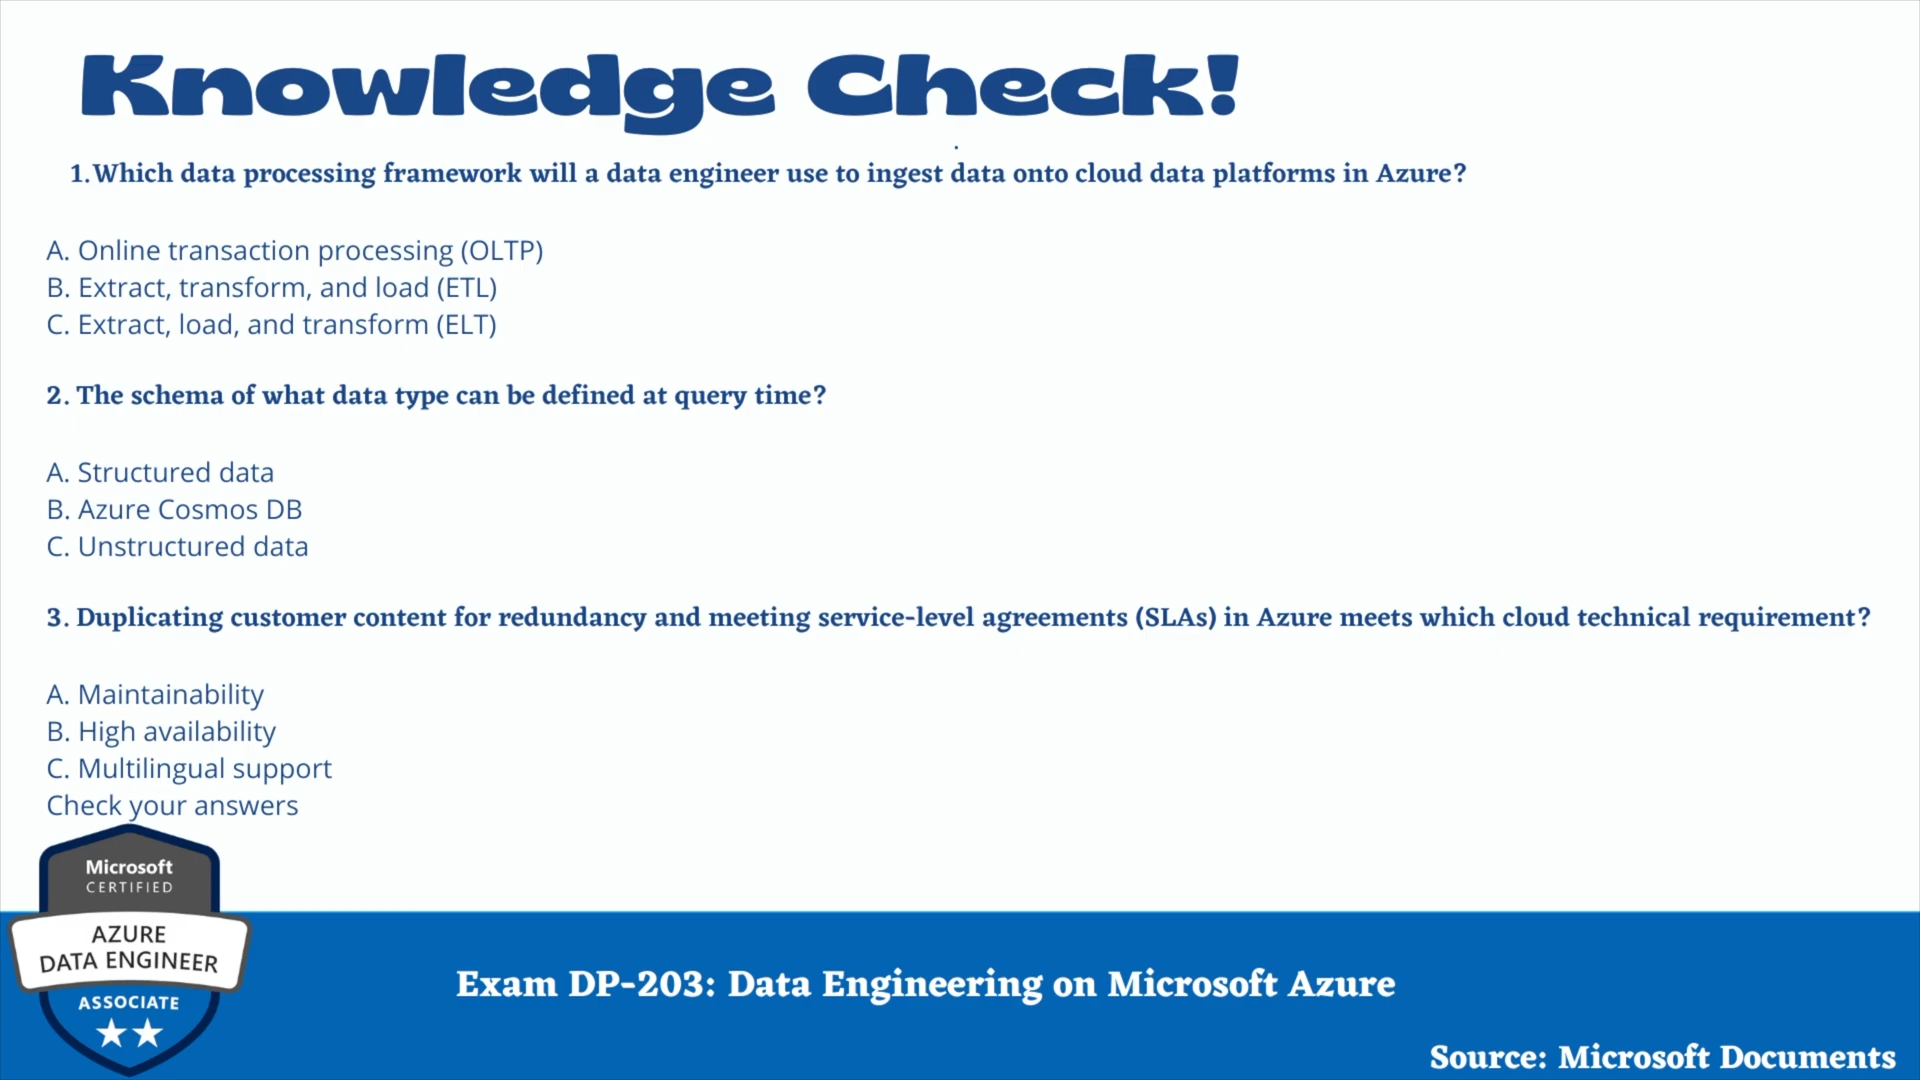 Knowledge Check!
1.Which data processing framework will a data engineer use to ingest data onto cloud data platforms in Azure?
A. Online transaction processing (OLTP)
B. Extract, transform, and load (ETL)
C. Extract, load, and transform (ELT)
2. The schema of what data type can be defined at query time?
A. Structured data
B. Azure Cosmos DB
C. Unstructured data
3. Duplicating customer content for redundancy and meeting service-level agreements (SLAs) in Azure meets which cloud technical requirement?
A. Maintainability
B. High availability
C. Multilingual support
Check your answers
Microsoft
CERTIFIED
AZURE
DATA ENGINEER
ASSOCIATE
Exam DP-203: Data Engineering on Microsoft Azure
Source: Microsoft Documents